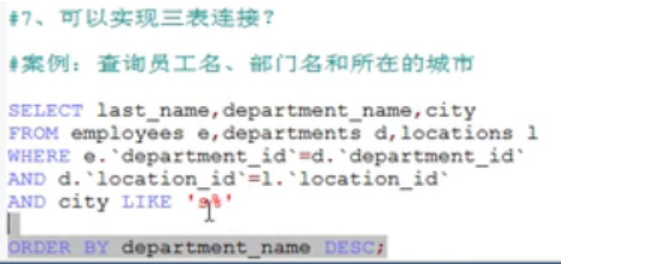 #7、可以实现三表连接？
#案例：查询员工名、部门名和所在的城市
SELECT last_name,department_name,city
FROM employees e,departments d,locations l
WHERE e.`department_id`=d.`department_id`
AND d.`location_id`=l.`location_id`
AND city LIKE 's%'
ORDER BY department_name DESC;